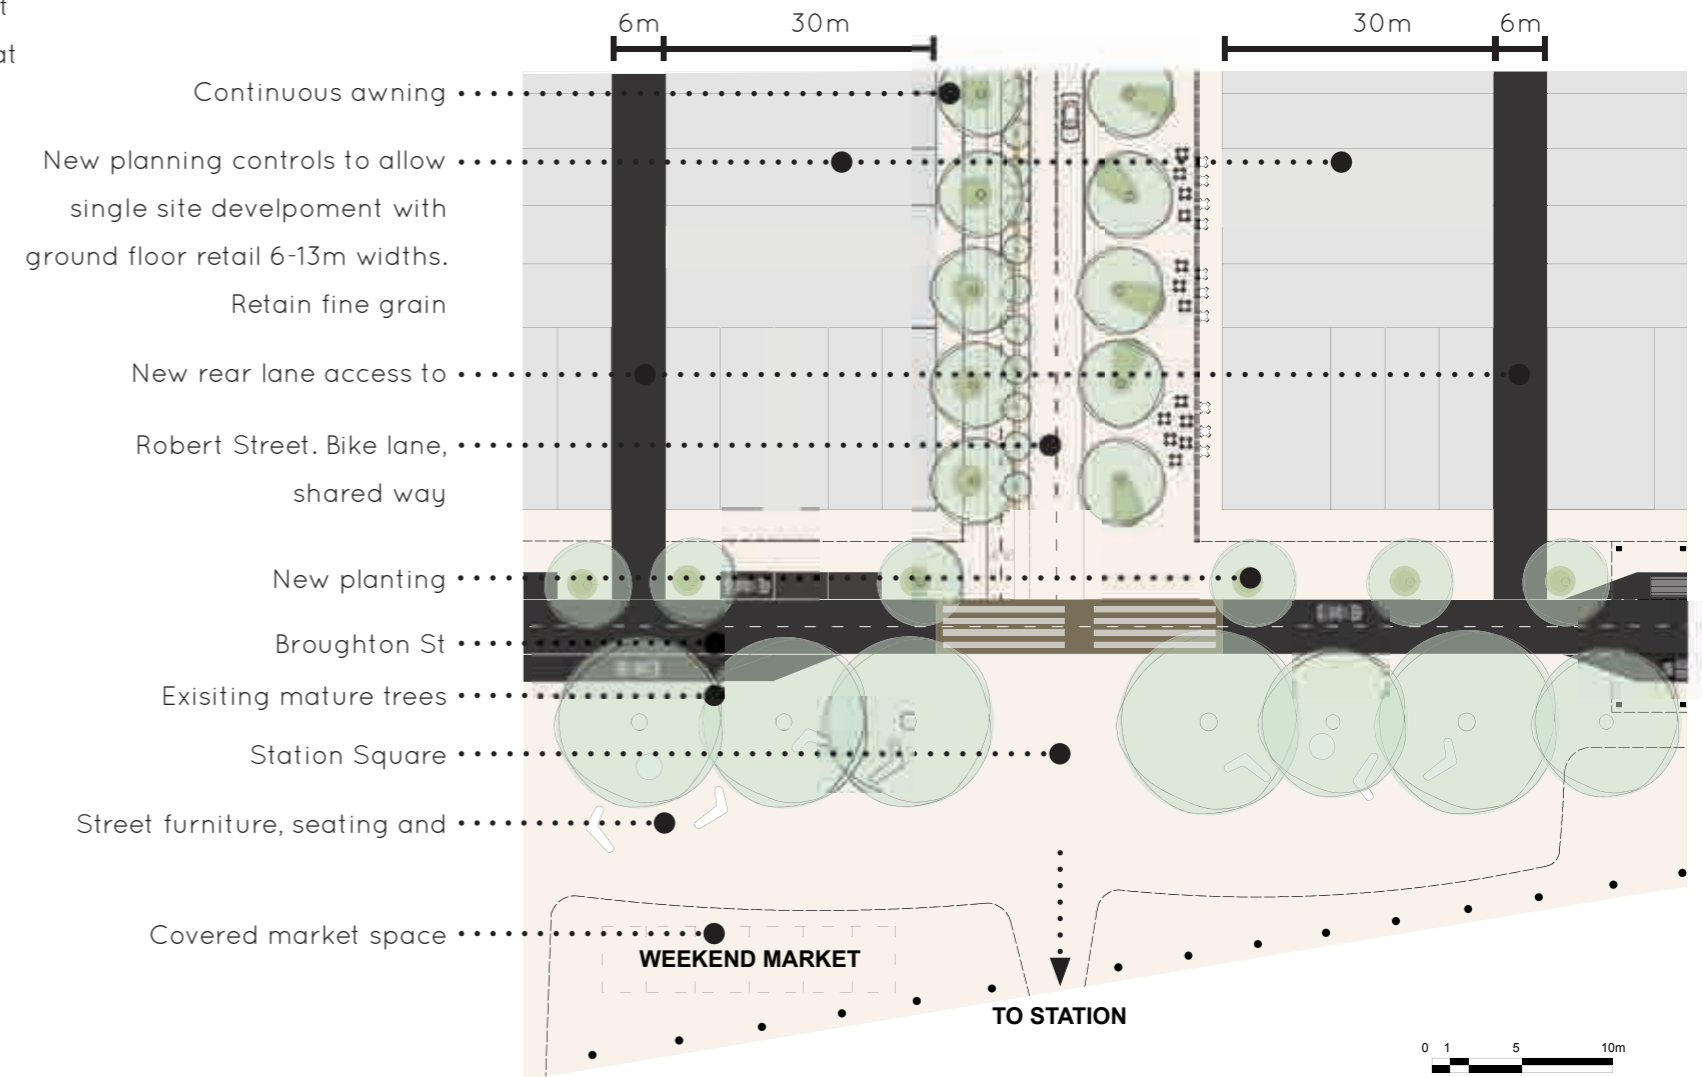 t
at
6m 30m 30m 6m
Continuous awning
New planning controls to allow
single site develpoment with
ground floor retail 6-13m widths.
Retain fine grain
New rear lane access to
Robert Street. Bike lane,
shared way
New planting
Broughton St
Exisiting mature trees
Station Square
Street furniture, seating and
Covered market space
WEEKEND MARKET
TO STATION
0 1 5 10m